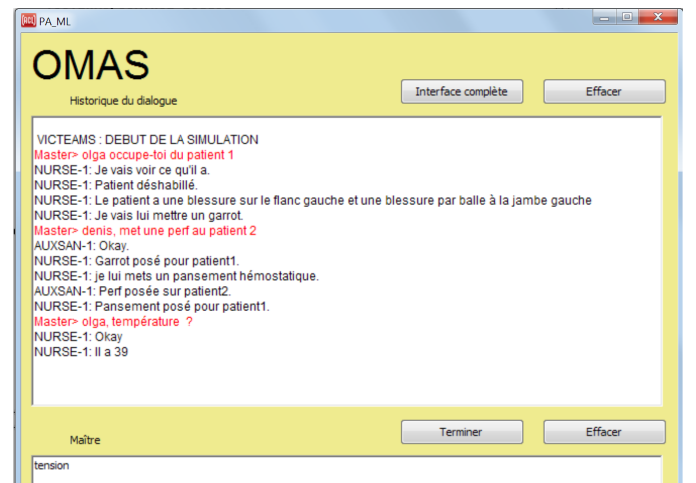 ACL PA_ML
OMAS
Historique du dialogue
Interface complète
Effacer
VICTEAMS : DEBUT DE LA SIMULATION
Master> olga occupe-toi du patient 1
NURSE-1: Je vais voir ce qu'il a.
NURSE-1: Patient déshabillé.
NURSE-1: Le patient a une blessure sur le flanc gauche et une blessure par balle à la jambe gauche
NURSE-1: Je vais lui mettre un garrot.
Master> denis, met une perf au patient 2
AUXSAN-1: Okay.
NURSE-1: Garrot posé pour patient1.
NURSE-1: je lui mets un pansement hémostatique.
AUXSAN-1: Perf posée sur patient2.
NURSE-1: Pansement posé pour patient1.
Master> olga, température  ?
NURSE-1: Okay
NURSE-1: Il a 39
Maître
Terminer
Effacer
tension